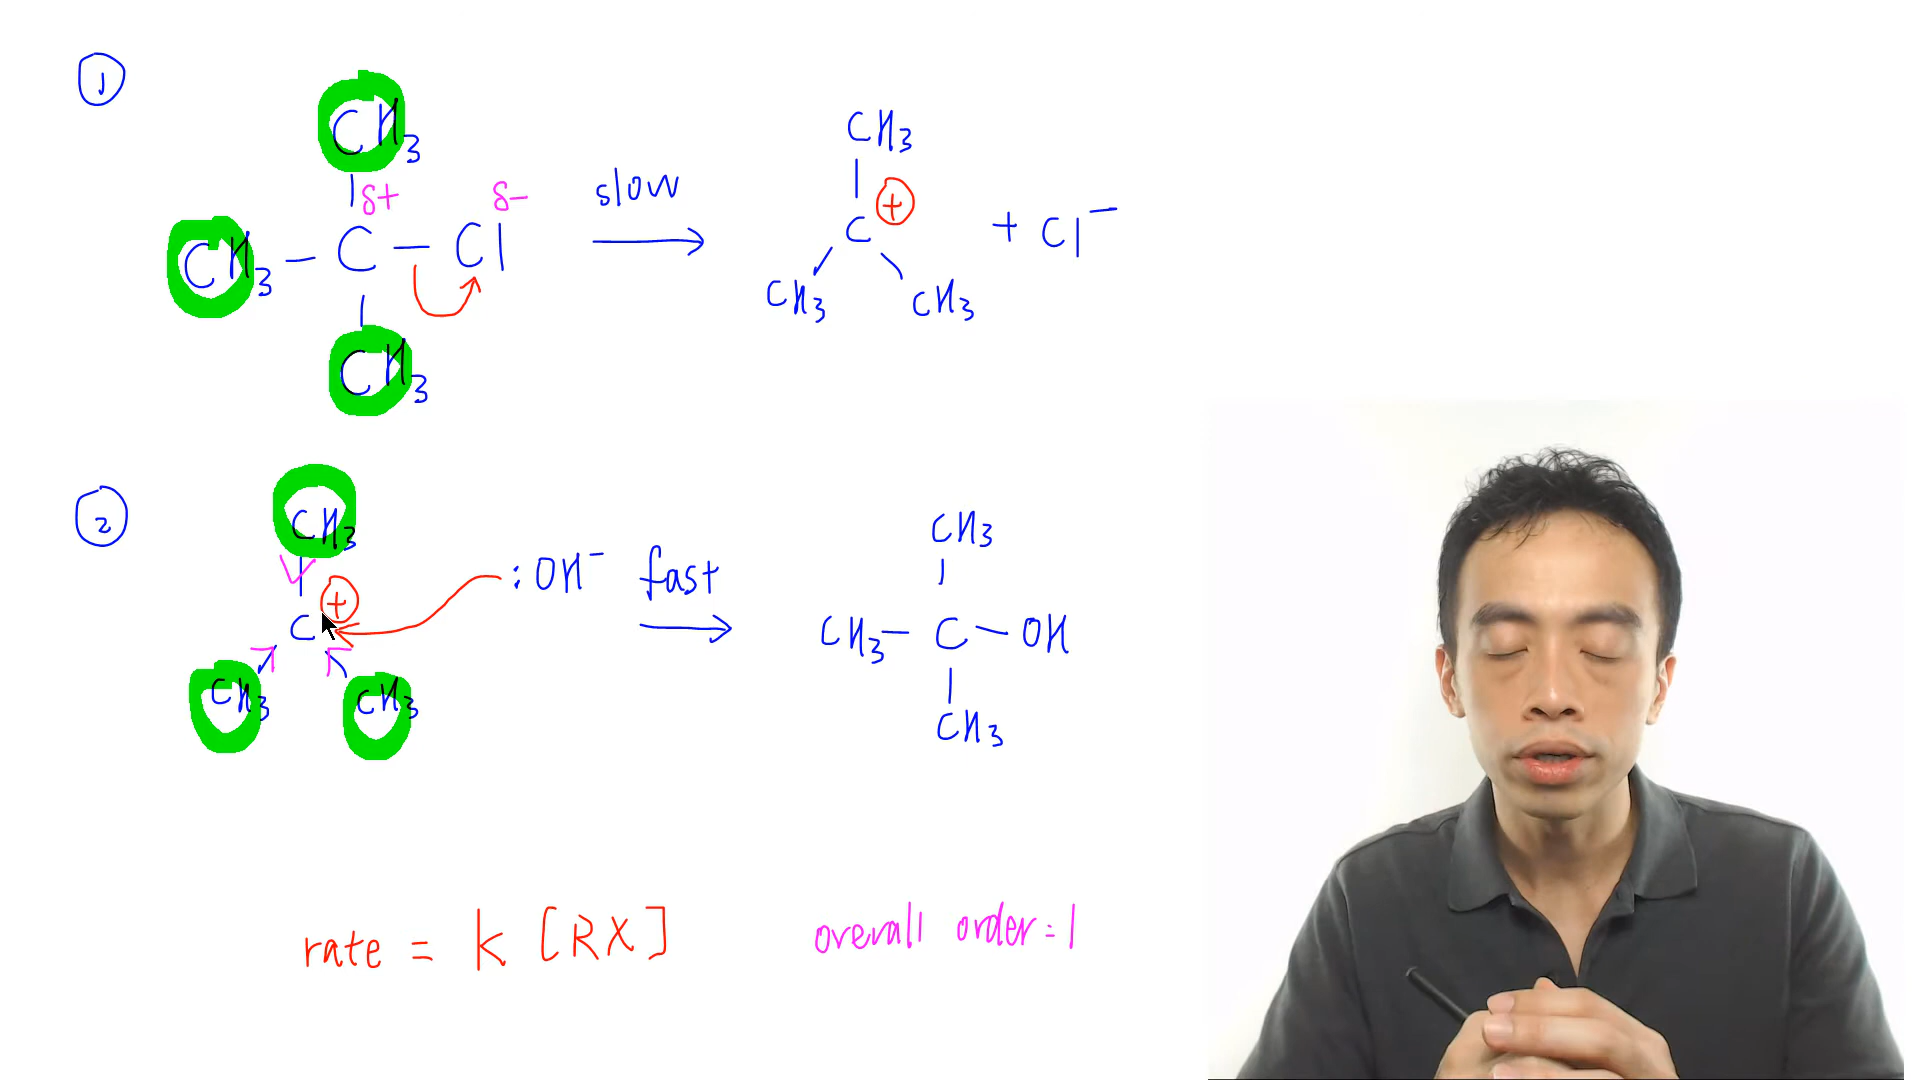 1
CH3
δ+ δ-
CH3 - C - Cl
CH3
slow
CH3
C +
CH3 CH3
+ Cl⁻
2
CH3
+
C
CH3 CH3
:OH⁻ fast
CH3
CH3 - C - OH
CH3
rate = k [RX]
overall order = 1